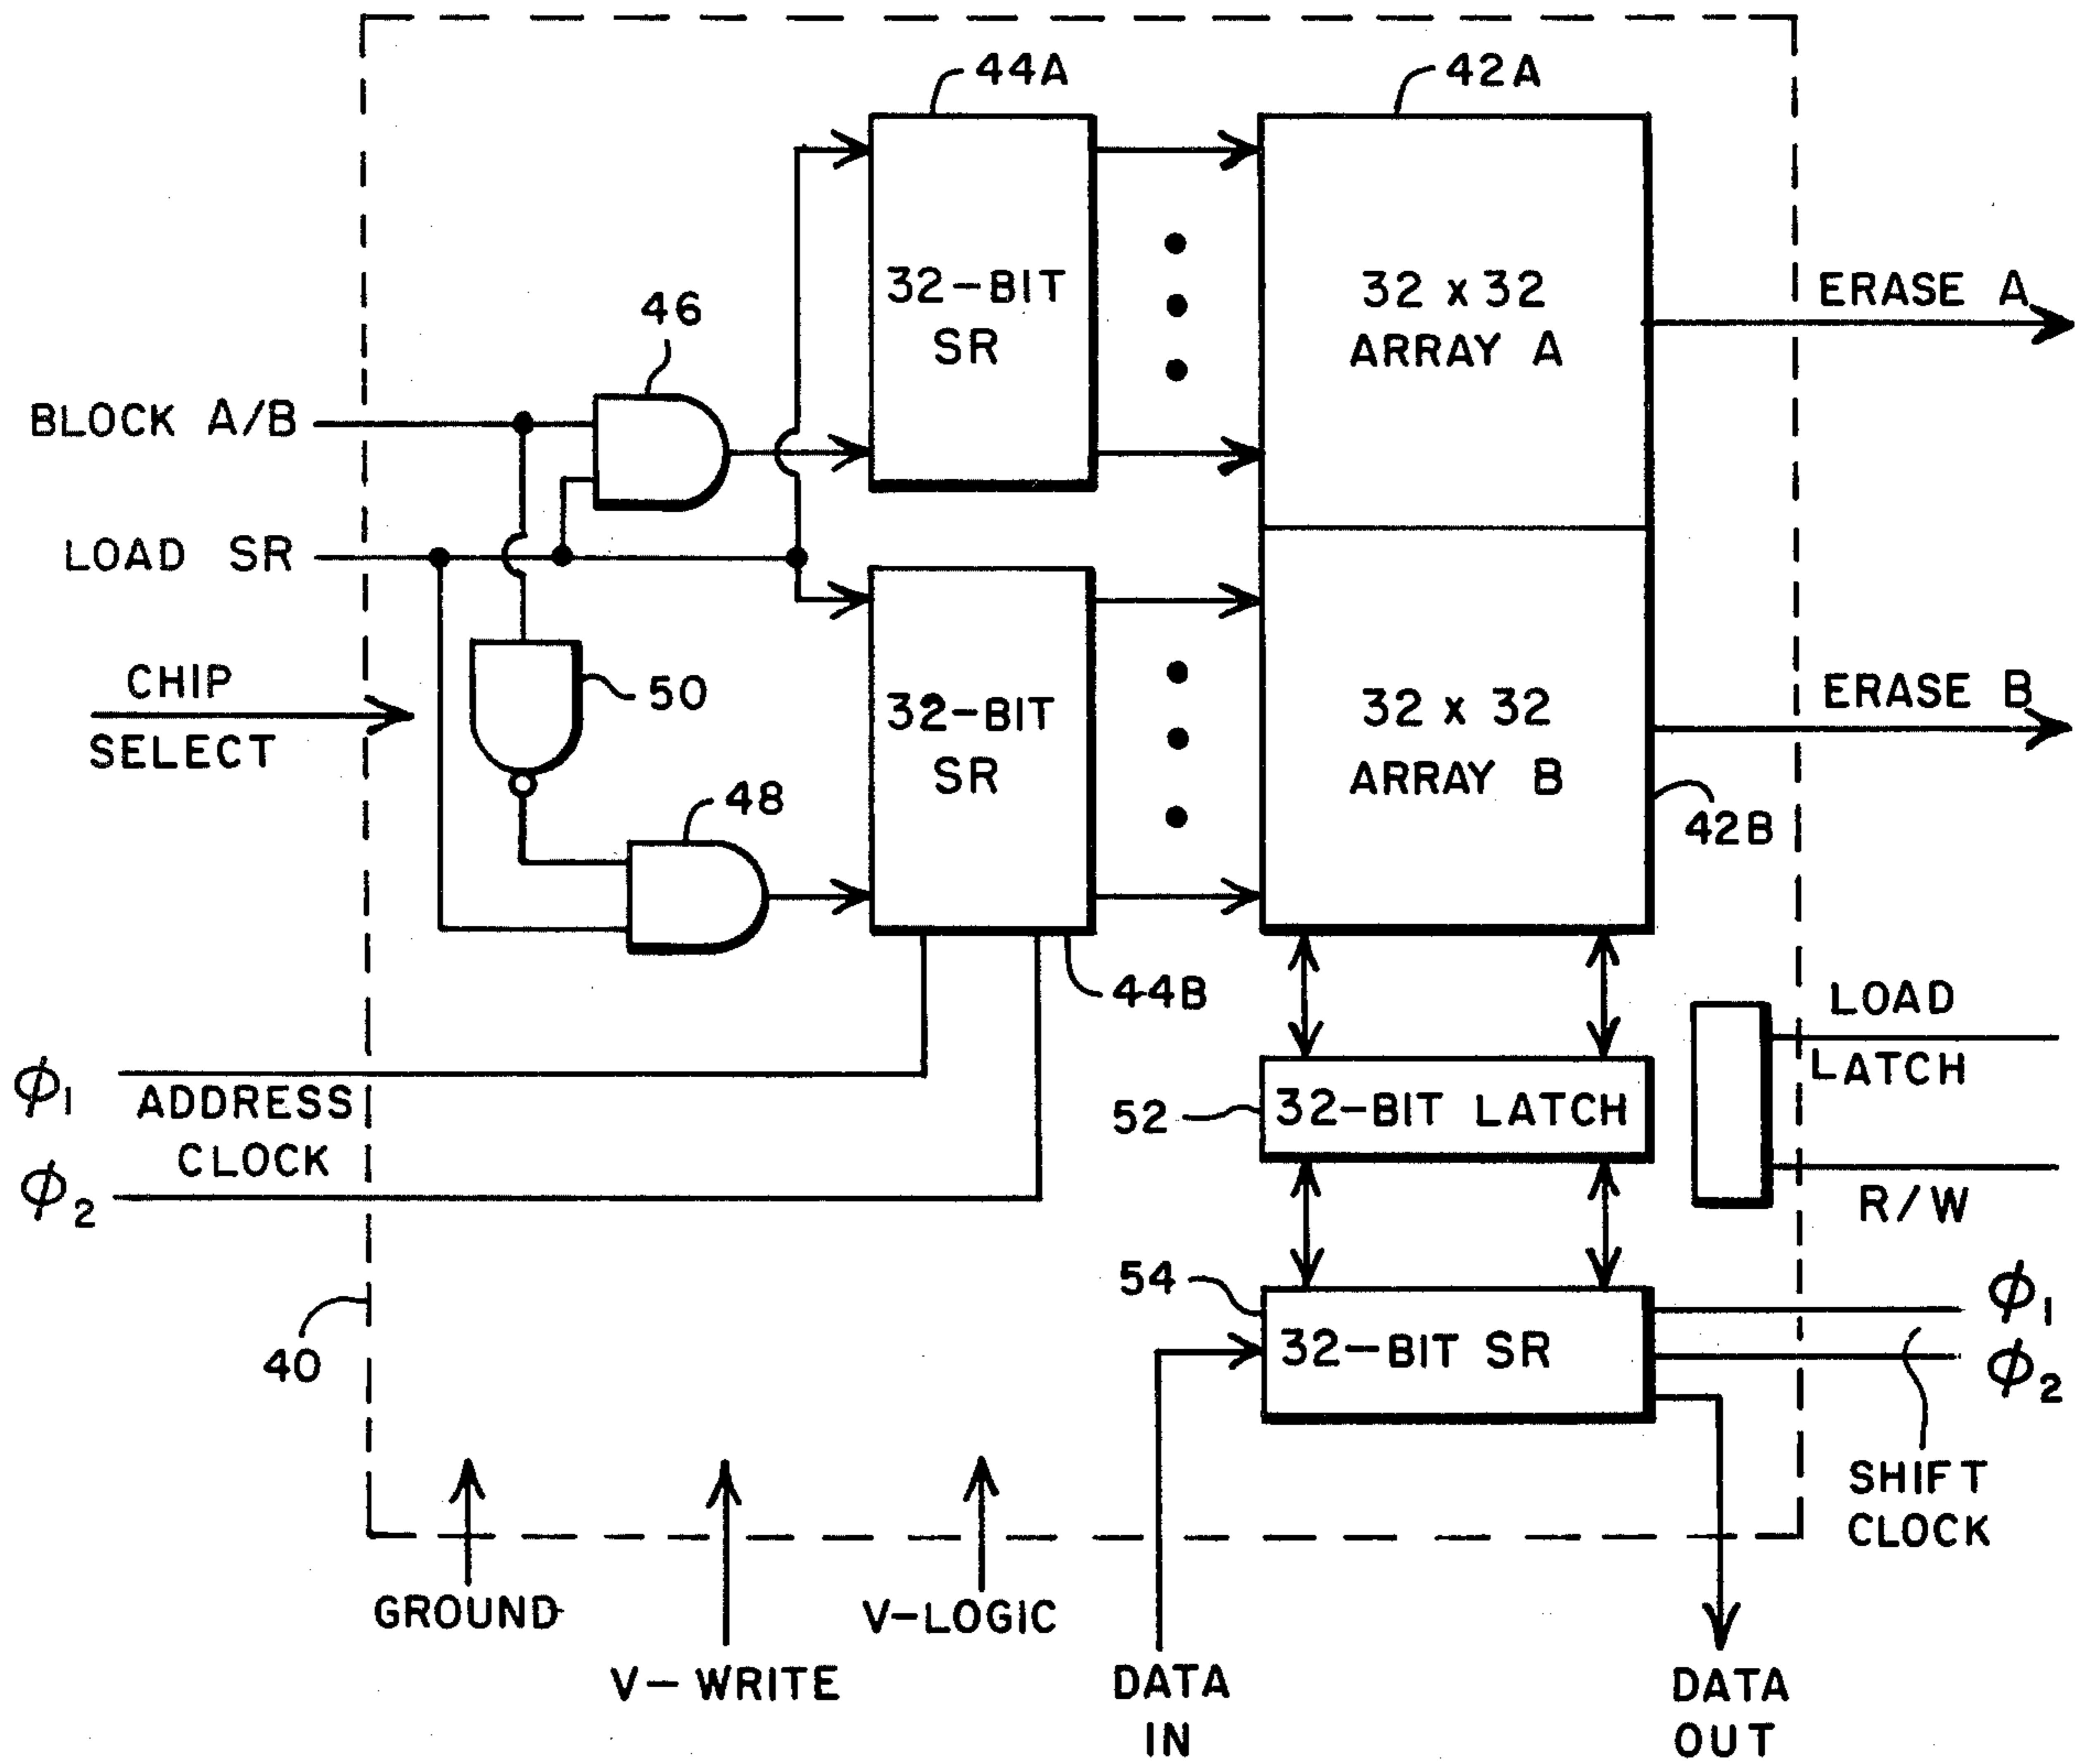 44A
42A
46
32-BIT
SR
32 x 32
ARRAY A
ERASE A
BLOCK A/B
LOAD SR
CHIP
SELECT
50
32-BIT
SR
32 x 32
ARRAY B
ERASE B
48
42B
44B
LOAD
LATCH
ϕ1
ADDRESS
CLOCK
ϕ2
52
32-BIT LATCH
R/W
54
32-BIT SR
ϕ1
ϕ2
40
SHIFT
CLOCK
GROUND
V-LOGIC
V-WRITE
DATA
IN
DATA
OUT